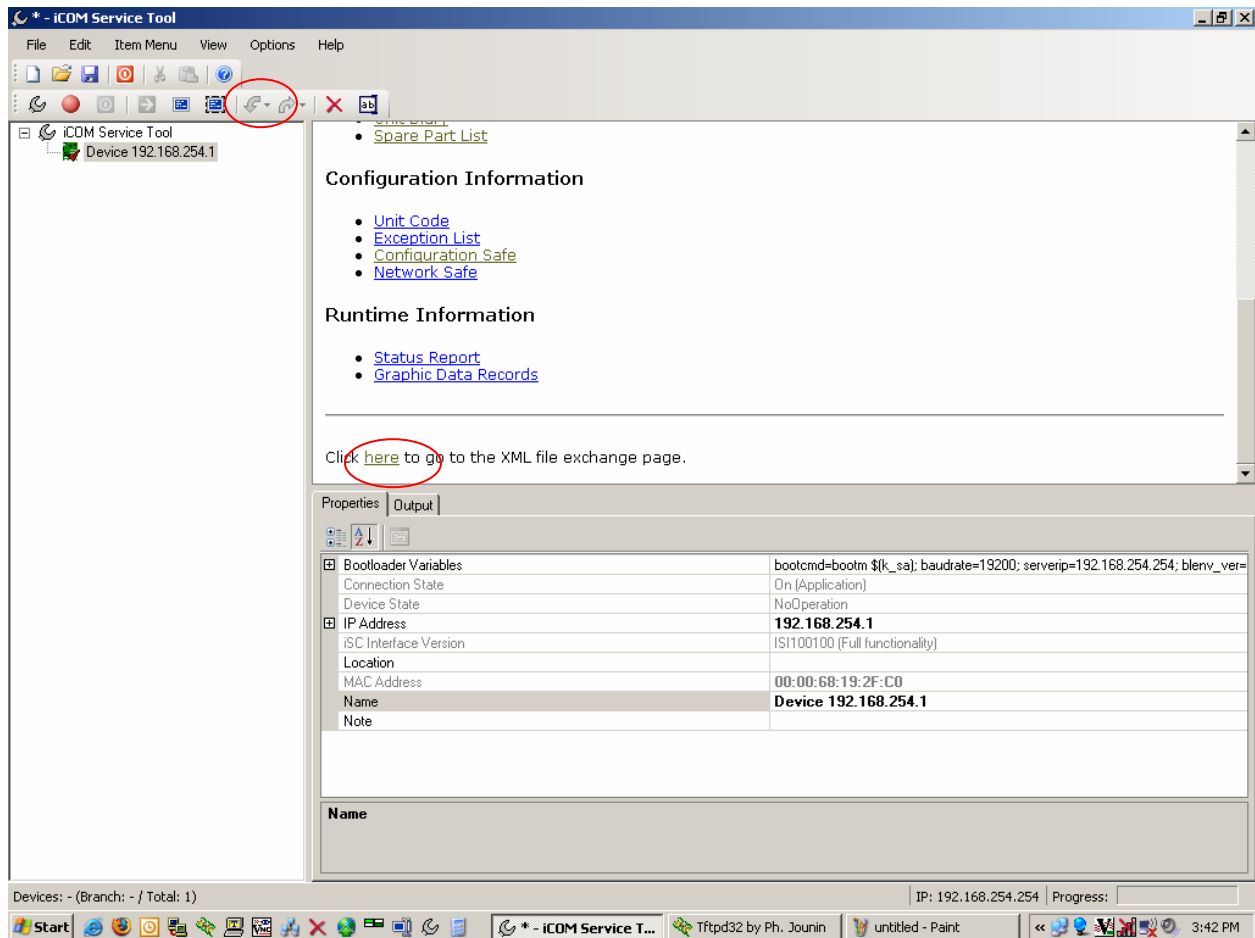 * - iCOM Service Tool
File Edit Item Menu View Options Help
iCOM Service Tool
Device 192.168.254.1
Spare Part List
Configuration Information
Unit Code
Exception List
Configuration Safe
Network Safe
Runtime Information
Status Report
Graphic Data Records
Click here to go to the XML file exchange page.
Properties Output
Bootloader Variables bootcmd=bootm $(k_sa); baudrate=19200; serverip=192.168.254.254; blenv_ver=
Connection State On (Application)
Device State NoOperation
IP Address 192.168.254.1
iSC Interface Version ISI100100 (Full functionality)
Location
MAC Address 00:00:68:19:2F:C0
Name Device 192.168.254.1
Note
Name
Devices: - (Branch: - / Total: 1) IP: 192.168.254.254 Progress:
Start * - iCOM Service T... Tftpd32 by Ph. Jounin untitled - Paint « 3:42 PM